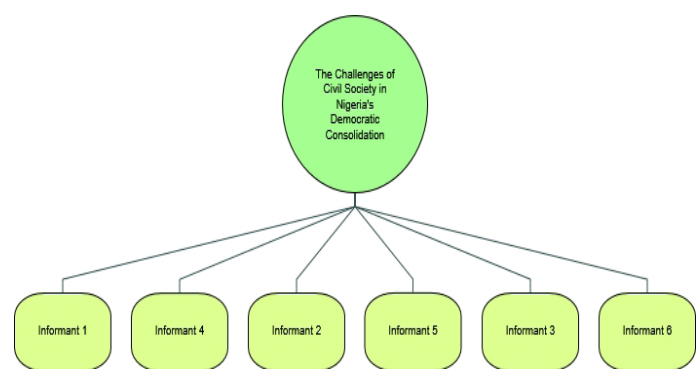 The Challenges of
Civil Society in
Nigeria's
Democratic
Consolidation
Informant 1
Informant 4
Informant 2
Informant 5
Informant 3
Informant 6